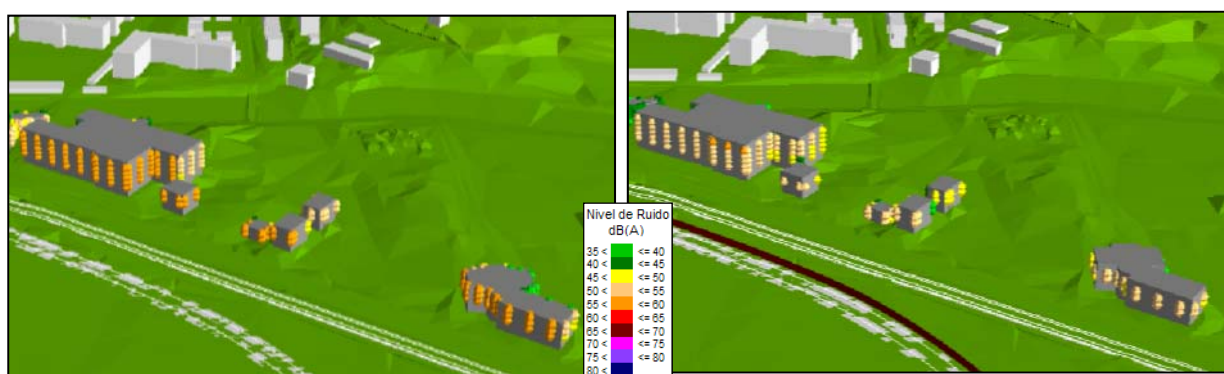 Nivel de Ruido
dB(A)
35 < <= 40
40 < <= 45
45 < <= 50
50 < <= 55
55 < <= 60
60 < <= 65
65 < <= 70
70 < <= 75
75 < <= 80
80 <